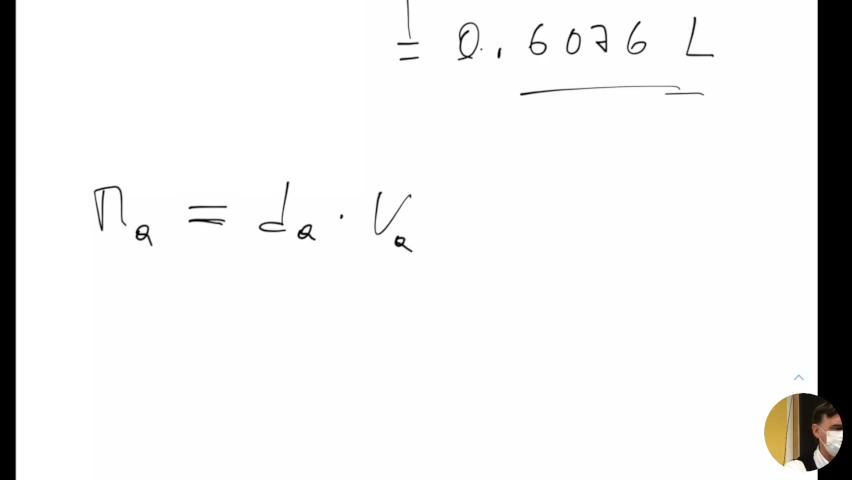 = 0.6076 L
m_a = d_a · V_a